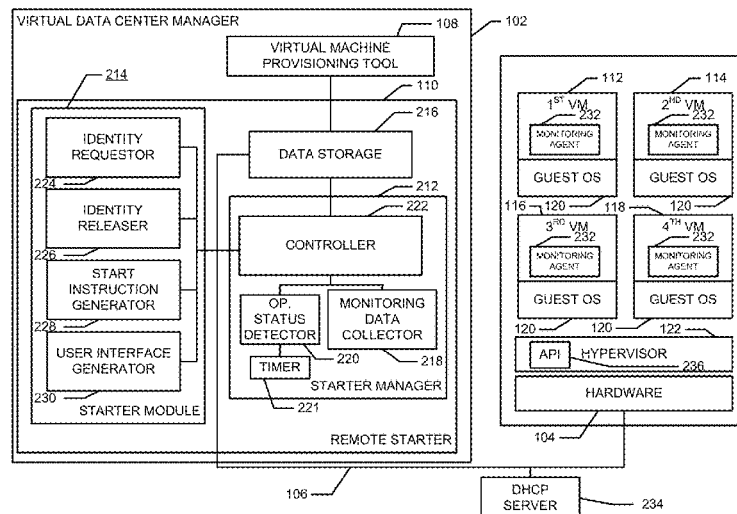 VIRTUAL DATA CENTER MANAGER
108
102
VIRTUAL MACHINE
PROVISIONING TOOL
110
214
216
IDENTITY
REQUESTOR
224
DATA STORAGE
212
222
IDENTITY
RELEASER
226
CONTROLLER
START
INSTRUCTION
GENERATOR
228
OP.
STATUS
DETECTOR
MONITORING
DATA
COLLECTOR
220
218
USER INTERFACE
GENERATOR
230
TIMER
221
STARTER MANAGER
STARTER MODULE
REMOTE STARTER
106
112
114
1ST VM
232
MONITORING
AGENT
GUEST OS
2ND VM
232
MONITORING
AGENT
GUEST OS
116
120
118
120
3RD VM
232
MONITORING
AGENT
GUEST OS
4TH VM
232
MONITORING
AGENT
GUEST OS
120
120
122
API
HYPERVISOR
236
HARDWARE
104
DHCP
SERVER
234